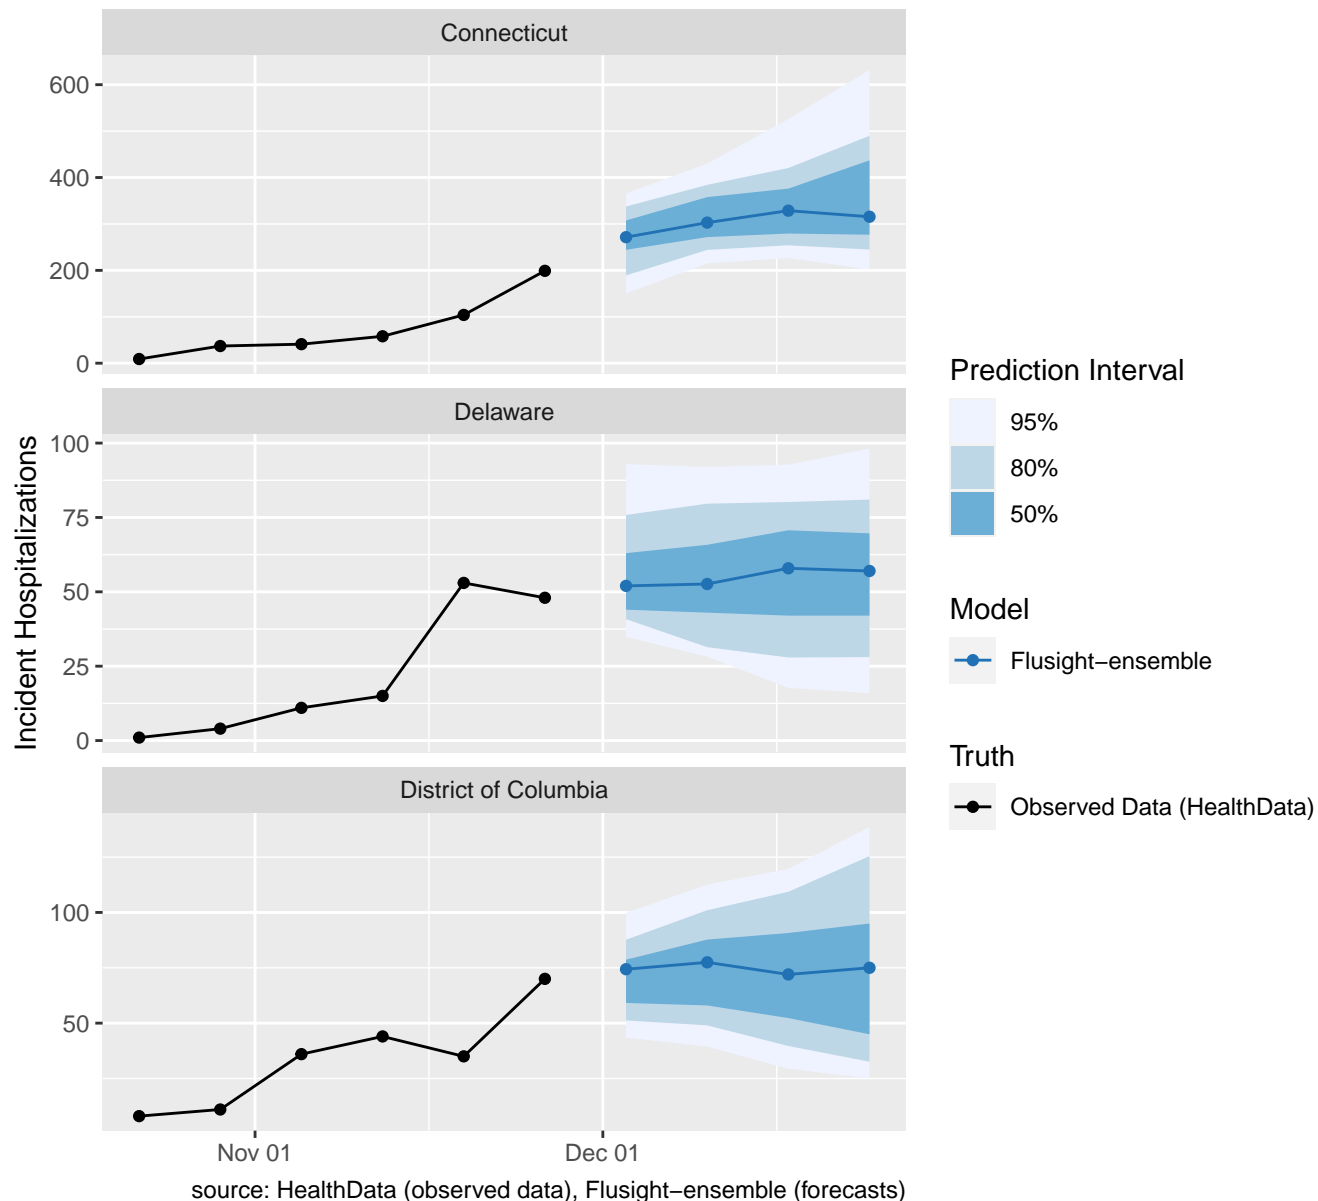 Connecticut
600
400
200
0
Delaware
100
75
50
25
0
District of Columbia
100
50
Nov 01
Dec 01
Incident Hospitalizations
source: HealthData (observed data), Flusight−ensemble (forecasts)
Prediction Interval
95%
80%
50%
Model
Flusight−ensemble
Truth
Observed Data (HealthData)